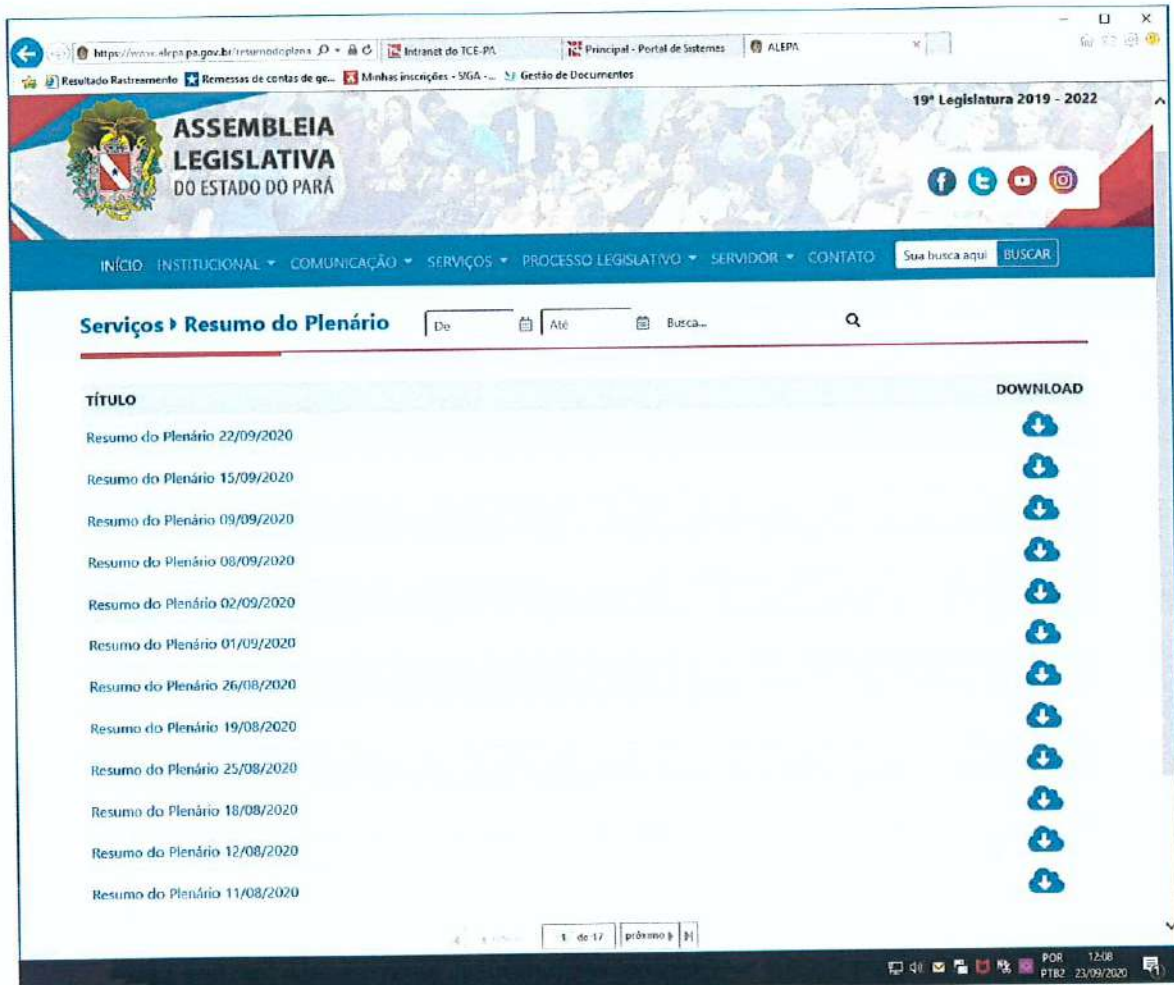 https://www.alepa.pa.gov.br/resumodoplena
Intranet do TCE-PA
Principal - Portal de Sistemas
ALEPA
Resultado Rastreamento
Remessas de contas de ge...
Minhas inscrições - SIGA -...
Gestão de Documentos
19ª Legislatura 2019 - 2022
ASSEMBLEIA
LEGISLATIVA
DO ESTADO DO PARÁ
INÍCIO INSTITUCIONAL COMUNICAÇÃO SERVIÇOS PROCESSO LEGISLATIVO SERVIDOR CONTATO Sua busca aqui BUSCAR
Serviços Resumo do Plenário De Até Busca...
TÍTULO DOWNLOAD
Resumo do Plenário 22/09/2020
Resumo do Plenário 15/09/2020
Resumo do Plenário 09/09/2020
Resumo do Plenário 08/09/2020
Resumo do Plenário 02/09/2020
Resumo do Plenário 01/09/2020
Resumo do Plenário 26/08/2020
Resumo do Plenário 19/08/2020
Resumo do Plenário 25/08/2020
Resumo do Plenário 18/08/2020
Resumo do Plenário 12/08/2020
Resumo do Plenário 11/08/2020
1 de 17 próximo
POR 12:08
PTB2 23/09/2020